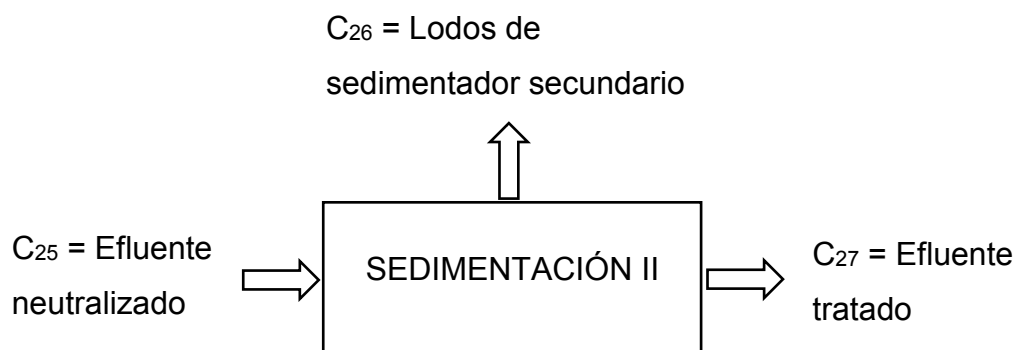 C₂₆ = Lodos de
sedimentador secundario
C₂₅ = Efluente
neutralizado
SEDIMENTACIÓN II
C₂₇ = Efluente
tratado